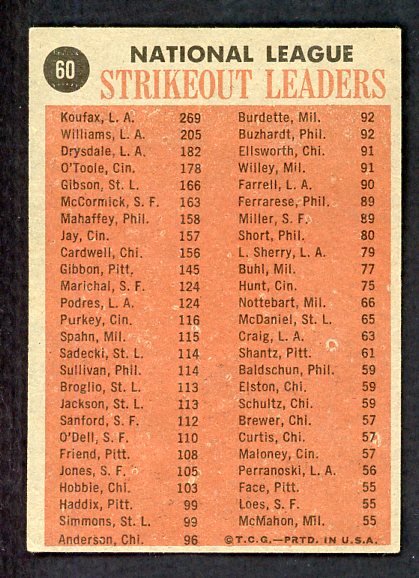 60
NATIONAL LEAGUE
STRIKEOUT LEADERS
Koufax, L. A. 269
Williams, L. A. 205
Drysdale, L. A. 182
O'Toole, Cin. 178
Gibson, St. L. 166
McCormick, S. F. 163
Mahaffey, Phil. 158
Jay, Cin. 157
Cardwell, Chi. 156
Gibbon, Pitt. 145
Marichal, S. F. 124
Podres, L. A. 124
Purkey, Cin. 116
Spahn, Mil. 115
Sadecki, St. L. 114
Sullivan, Phil. 114
Broglio, St. L. 113
Jackson, St. L. 113
Sanford, S. F. 112
O'Dell, S. F. 110
Friend, Pitt. 108
Jones, S. F. 105
Hobbie, Chi. 103
Haddix, Pitt. 99
Simmons, St. L. 99
Anderson, Chi. 96
Burdette, Mil. 92
Buzhardt, Phil. 92
Ellsworth, Chi. 91
Willey, Mil. 91
Farrell, L. A. 90
Ferrarese, Phil. 89
Miller, S. F. 89
Short, Phil. 80
L. Sherry, L. A. 79
Buhl, Mil. 77
Hunt, Cin. 75
Nottebart, Mil. 66
McDaniel, St. L. 65
Craig, L. A. 63
Shantz, Pitt. 61
Baldschun, Phil. 59
Elston, Chi. 59
Schultz, Chi. 59
Brewer, Chi. 57
Curtis, Chi. 57
Maloney, Cin. 57
Perranoski, L. A. 56
Face, Pitt. 55
Loes, S. F. 55
McMahon, Mil. 55
© T.C.G.—PRTD. IN U.S.A.